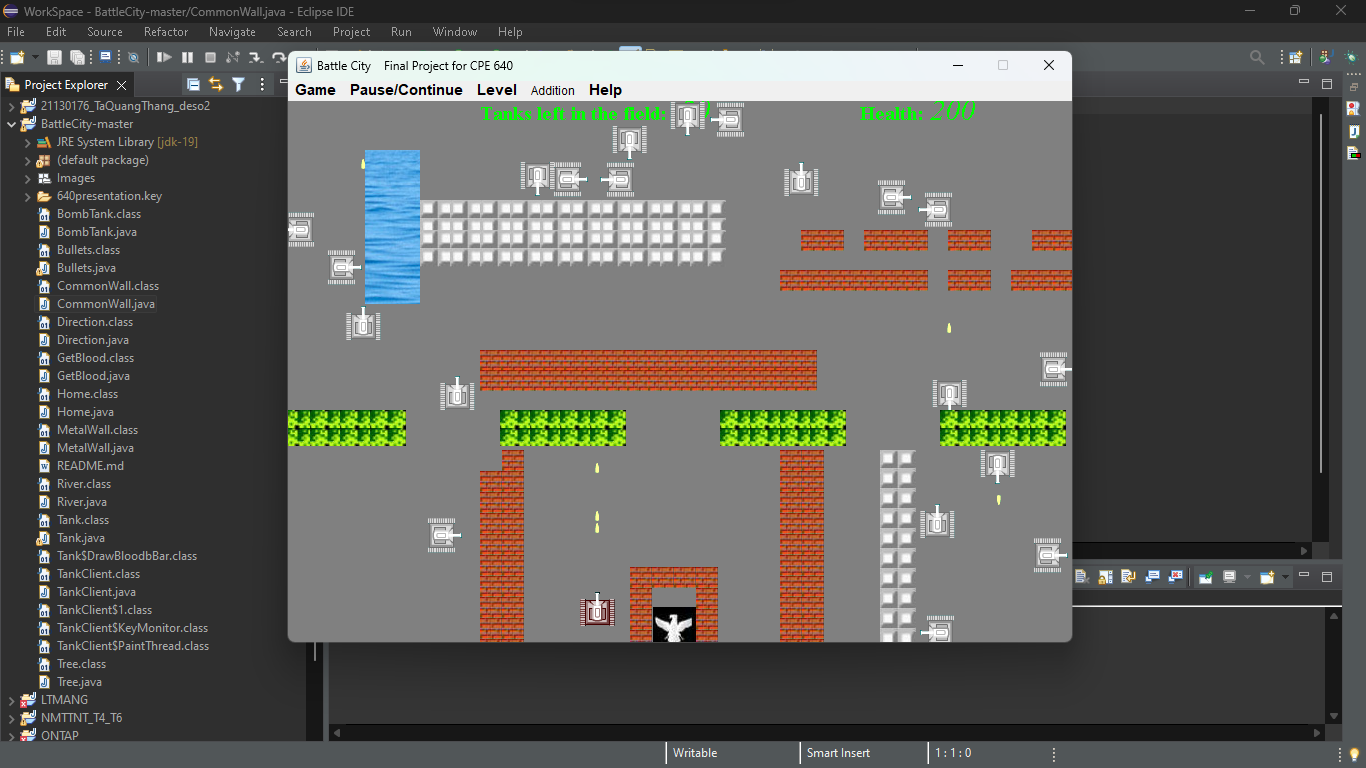 WorkSpace - BattleCity-master/CommonWall.java - Eclipse IDE
File Edit Source Refactor Navigate Search Project Run Window Help
Project Explorer
21130176_TaQuangThang_deso2
BattleCity-master
JRE System Library [jdk-19]
(default package)
Images
640presentation.key
BombTank.class
BombTank.java
Bullets.class
Bullets.java
CommonWall.class
CommonWall.java
Direction.class
Direction.java
GetBlood.class
GetBlood.java
Home.class
Home.java
MetalWall.class
MetalWall.java
README.md
River.class
River.java
Tank.class
Tank.java
Tank$DrawBloodbBar.class
TankClient.class
TankClient.java
TankClient$1.class
TankClient$KeyMonitor.class
TankClient$PaintThread.class
Tree.class
Tree.java
LTMANG
NMTTNT_T4_T6
ONTAP
Battle City Final Project for CPE 640
Game Pause/Continue Level Addition Help
Tanks left in the field:
Health: 200
Writable Smart Insert 1 : 1 : 0